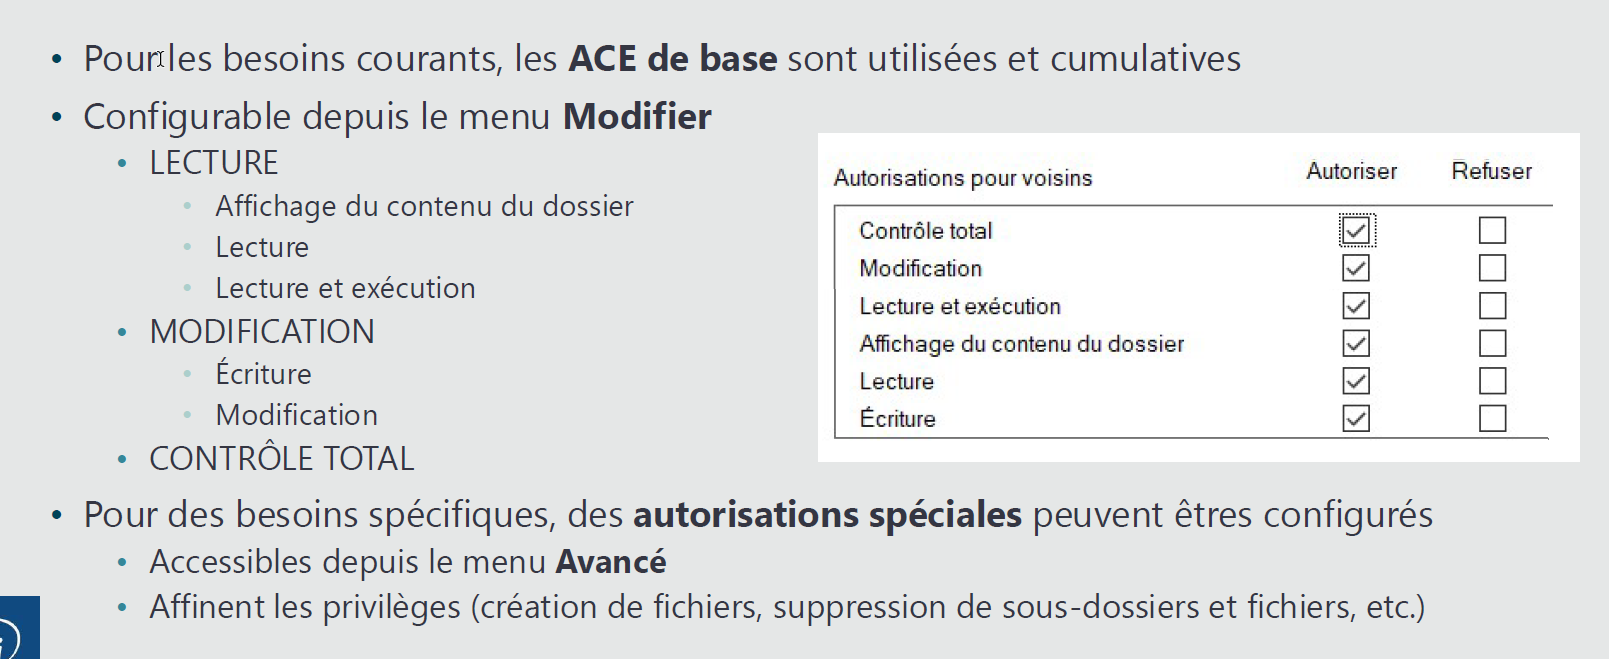 Pour les besoins courants, les ACE de base sont utilisées et cumulatives
Configurable depuis le menu Modifier
LECTURE
Affichage du contenu du dossier
Lecture
Lecture et exécution
MODIFICATION
Écriture
Modification
CONTRÔLE TOTAL
Autorisations pour voisins Autoriser Refuser
Contrôle total
Modification
Lecture et exécution
Affichage du contenu du dossier
Lecture
Écriture
Pour des besoins spécifiques, des autorisations spéciales peuvent êtres configurés
Accessibles depuis le menu Avancé
Affinent les privilèges (création de fichiers, suppression de sous-dossiers et fichiers, etc.)